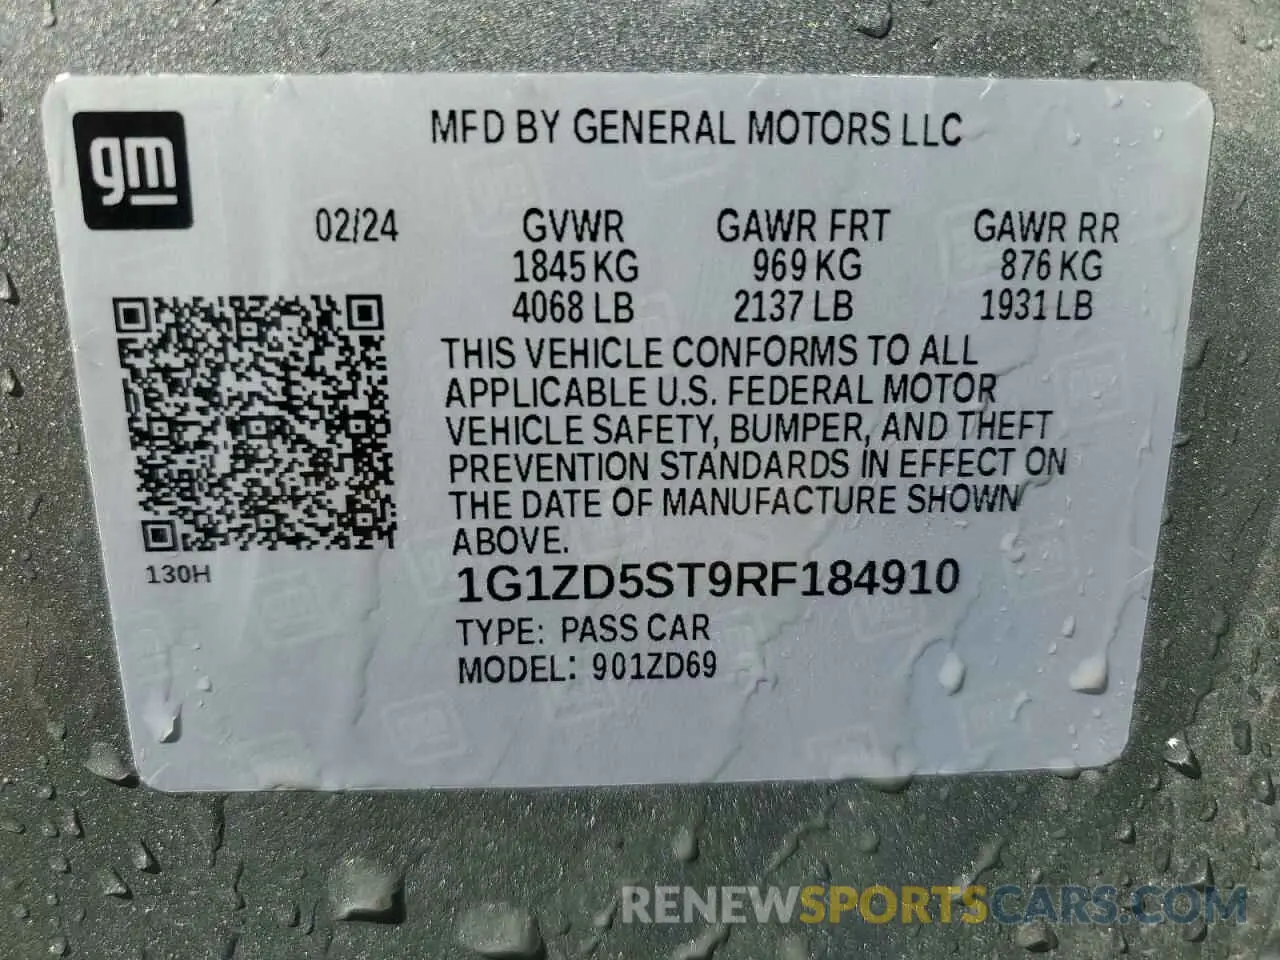 gm
MFD BY GENERAL MOTORS LLC
02/24 GVWR GAWR FRT GAWR RR
1845 KG 969 KG 876 KG
4068 LB 2137 LB 1931 LB
THIS VEHICLE CONFORMS TO ALL
APPLICABLE U.S. FEDERAL MOTOR
VEHICLE SAFETY, BUMPER, AND THEFT
PREVENTION STANDARDS IN EFFECT ON
THE DATE OF MANUFACTURE SHOWN
ABOVE.
130H
1G1ZD5ST9RF184910
TYPE: PASS CAR
MODEL: 901ZD69
RENEWSPORTSCARS.COM